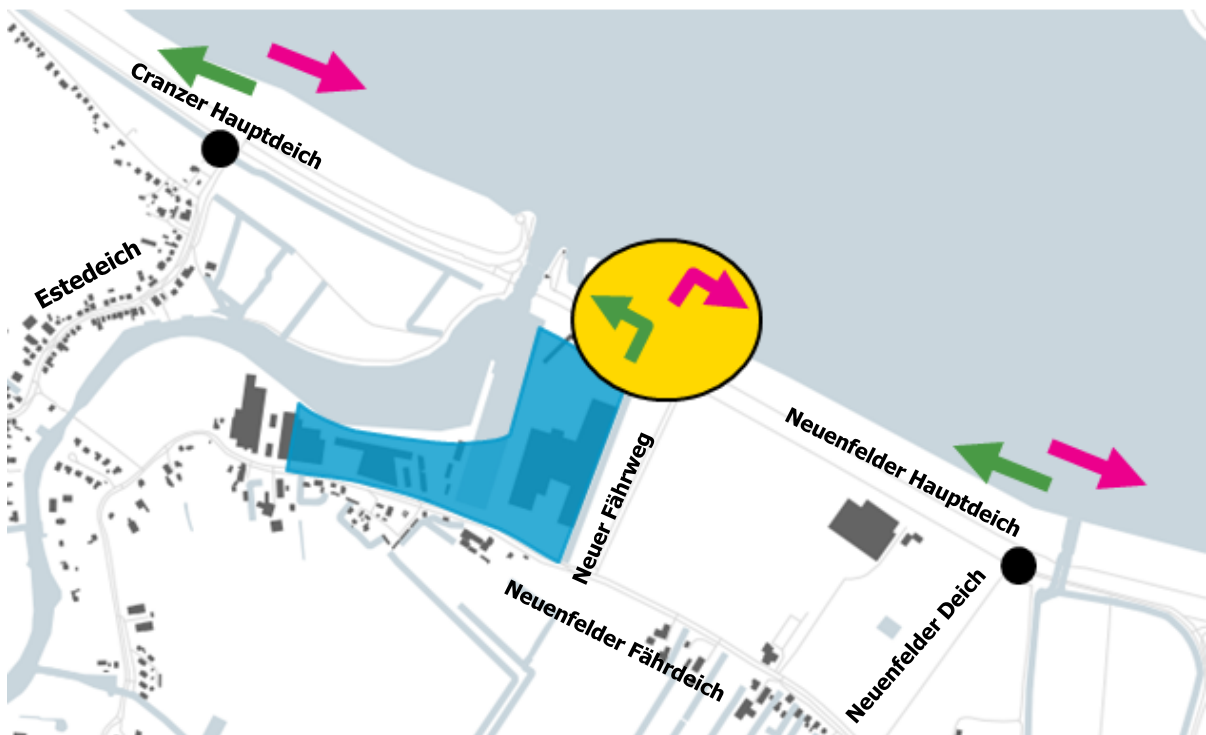 Cranzer Hauptdeich
Estedeich
Neuenfelder Hauptdeich
Neuer Fährweg
Neuenfelder Fährdeich
Neuenfelder Deich